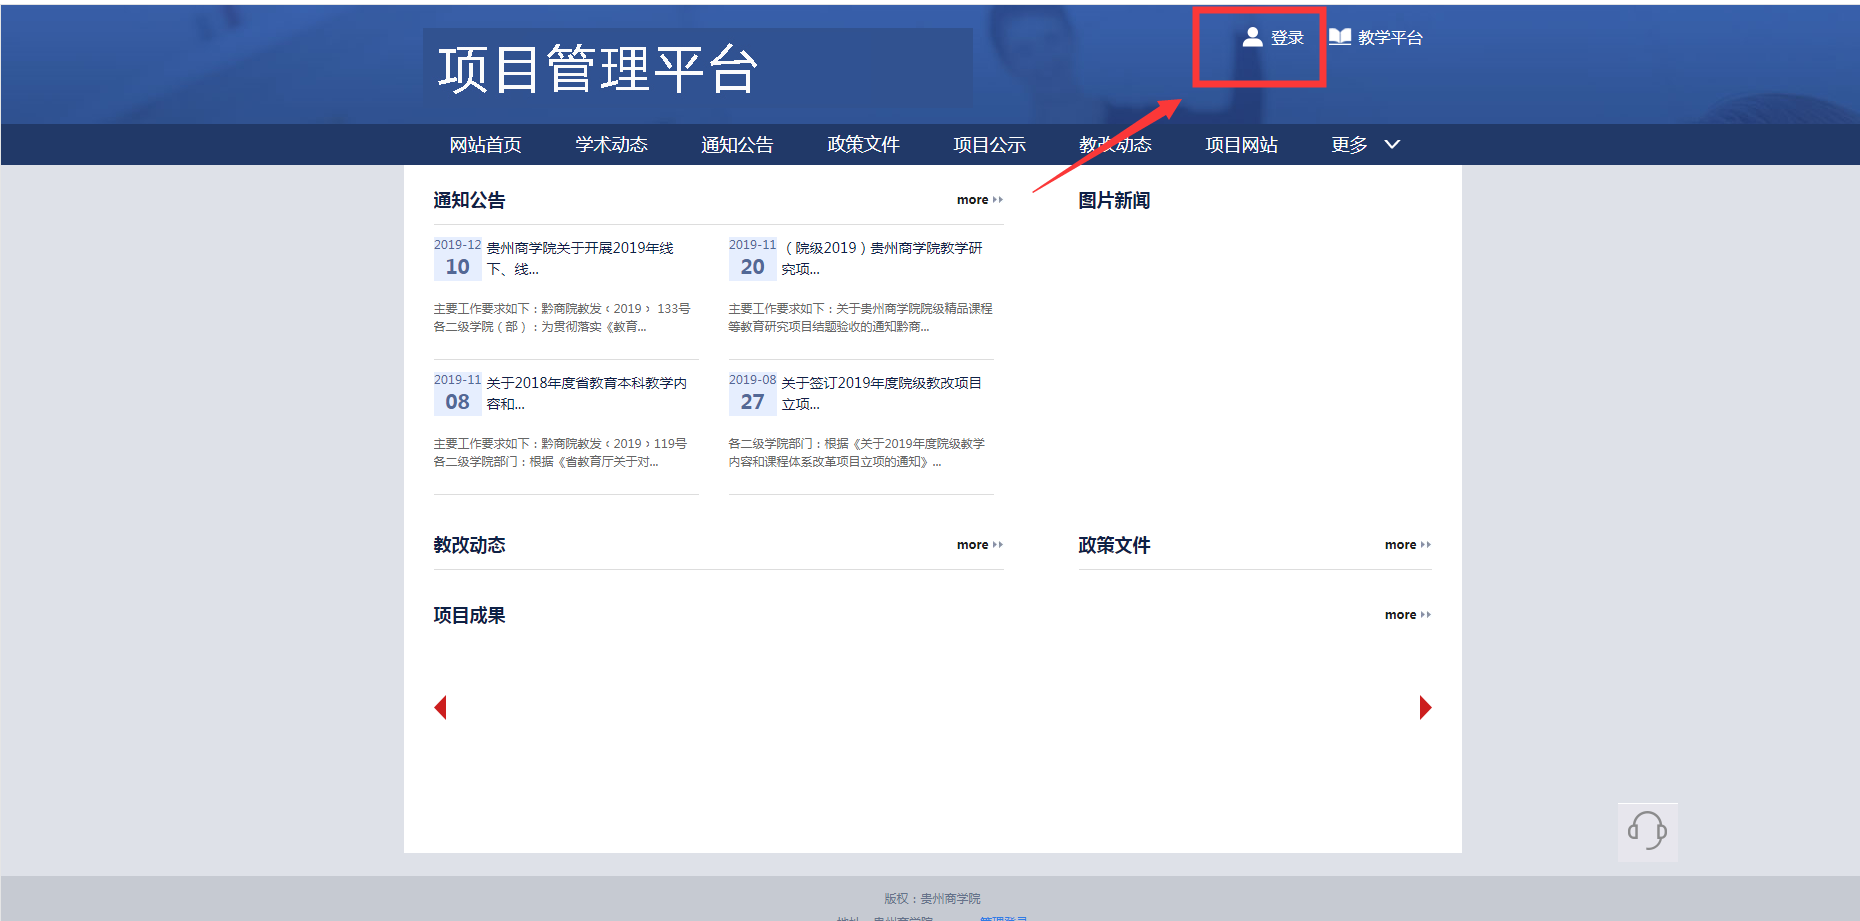 项目管理平台
登录
教学平台
网站首页 学术动态 通知公告 政策文件 项目公示 教改动态 项目网站 更多
通知公告 more
图片新闻
2019-12
10
贵州商学院关于开展2019年线
下、线...
主要工作要求如下：黔商院教发﹤2019﹥ 133号
各二级学院（部）：为贯彻落实《教育...
2019-11
20
（院级2019）贵州商学院教学研
究项...
主要工作要求如下：关于贵州商学院院级精品课程
等教育研究项目结题验收的通知黔商...
2019-11
08
关于2018年度省教育本科教学内
容和...
主要工作要求如下：黔商院教发﹤2019﹥119号
各二级学院部门：根据《省教育厅关于对...
2019-08
27
关于签订2019年度院级教改项目
立项...
各二级学院部门：根据《关于2019年度院级教学
内容和课程体系改革项目立项的通知》...
教改动态 more
政策文件 more
项目成果 more
版权：贵州商学院
地址：贵州商学院 管理登录